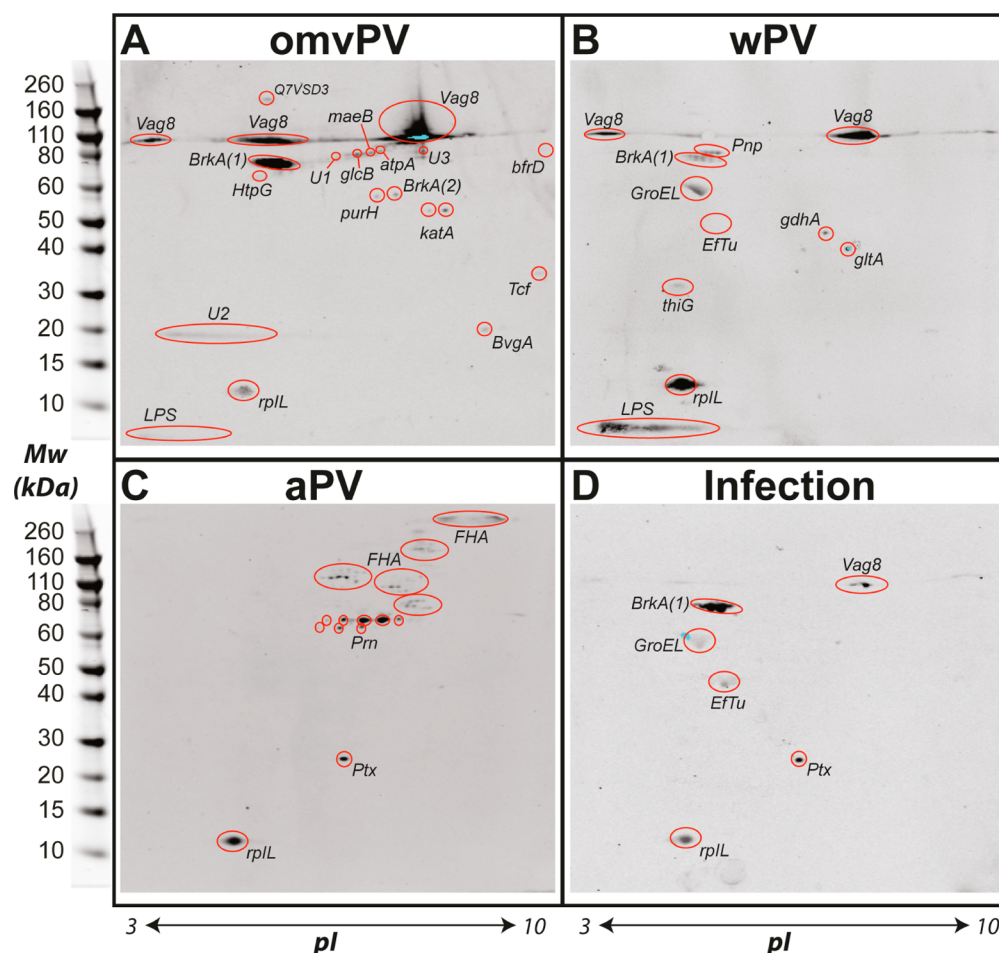 A omvPV
260
160
110
80
60
50
40
30
20
15
10
Q7VSD3
Vag8
Vag8
Vag8
maeB
BrkA(1)
HtpG
U1
glcB
atpA
U3
bfrD
purH
BrkA(2)
katA
Tcf
U2
BvgA
rplL
LPS
B wPV
Vag8
Vag8
Pnp
BrkA(1)
GroEL
EfTu
gdhA
gltA
thiG
rplL
LPS
Mw
(kDa)
C aPV
260
160
110
80
60
50
40
30
20
15
10
FHA
FHA
Prn
Ptx
rplL
D Infection
Vag8
BrkA(1)
GroEL
EfTu
Ptx
rplL
3 10
pI
3 10
pI